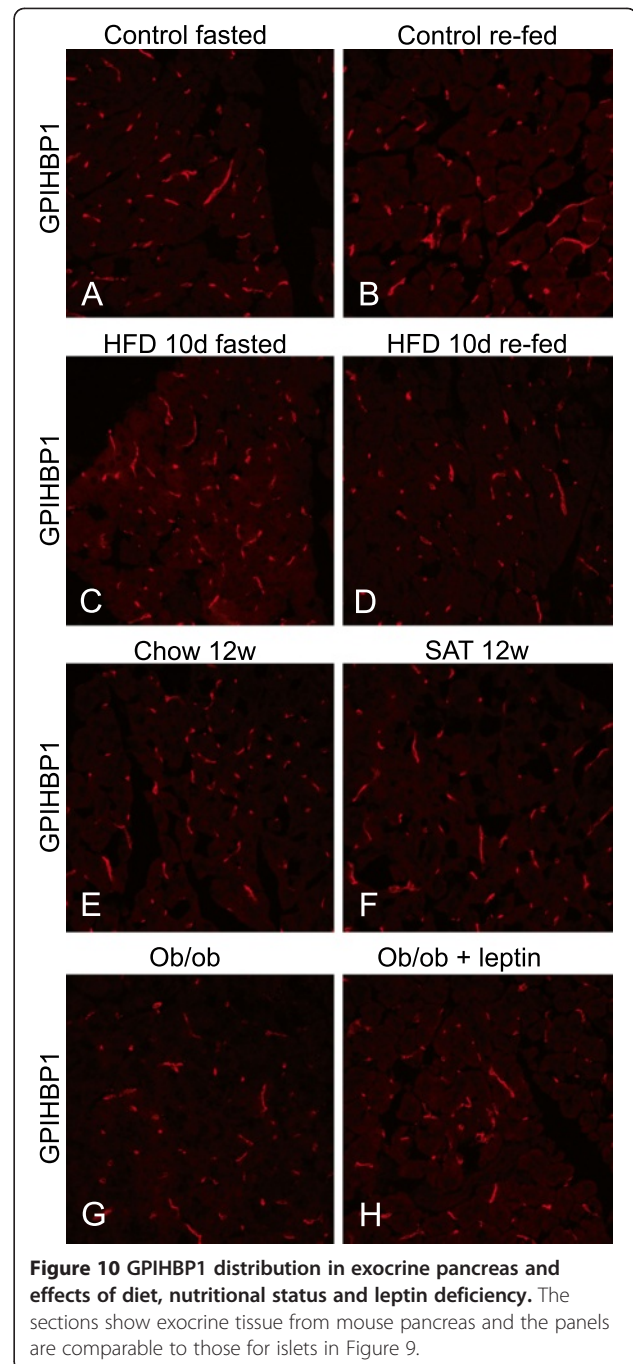 Control fasted Control re-fed
GPIHBP1
A B
HFD 10d fasted HFD 10d re-fed
GPIHBP1
C D
Chow 12w SAT 12w
GPIHBP1
E F
Ob/ob Ob/ob + leptin
GPIHBP1
G H
Figure 10 GPIHBP1 distribution in exocrine pancreas and
effects of diet, nutritional status and leptin deficiency. The
sections show exocrine tissue from mouse pancreas and the panels
are comparable to those for islets in Figure 9.